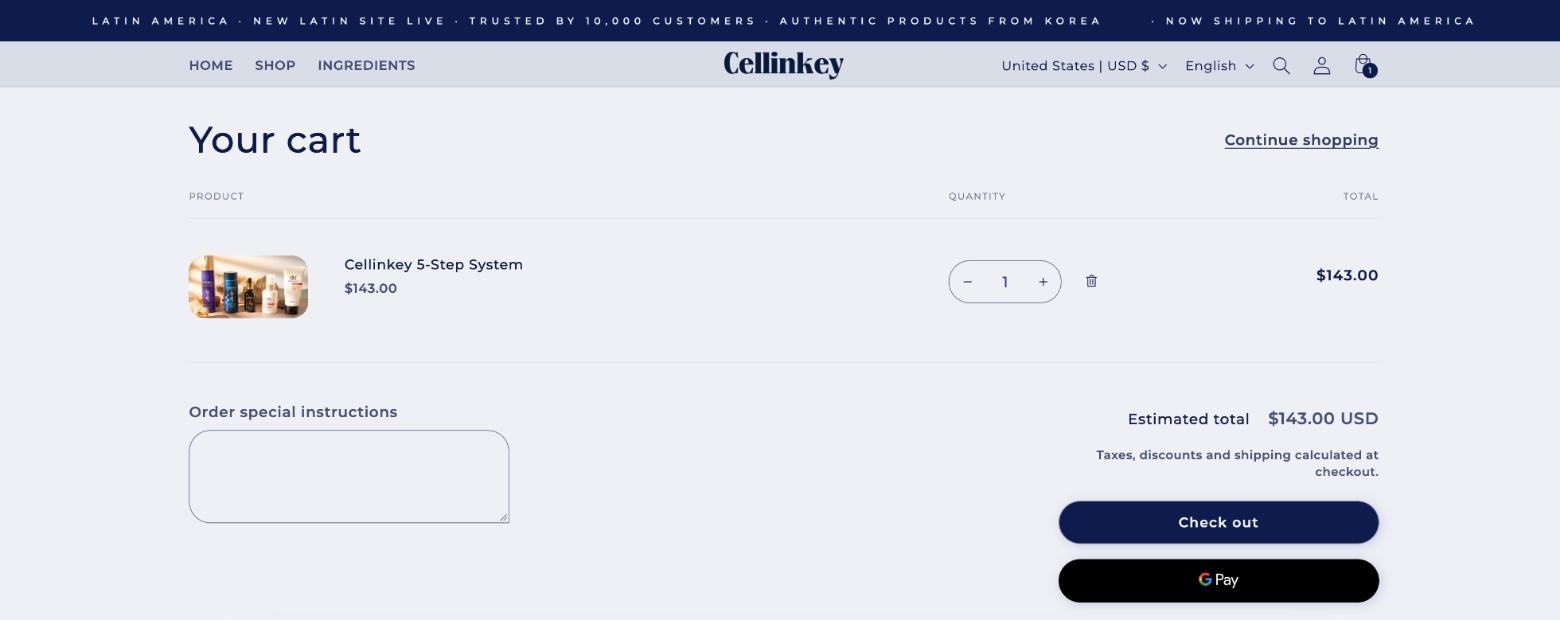 LATIN AMERICA · NEW LATIN SITE LIVE · TRUSTED BY 10,000 CUSTOMERS · AUTHENTIC PRODUCTS FROM KOREA · NOW SHIPPING TO LATIN AMERICA
HOME SHOP INGREDIENTS Cellinkey United States | USD $ English 1
Your cart Continue shopping
PRODUCT QUANTITY TOTAL
Cellinkey 5-Step System
$143.00
− 1 + $143.00
Order special instructions
Estimated total $143.00 USD
Taxes, discounts and shipping calculated at
checkout.
Check out
G Pay